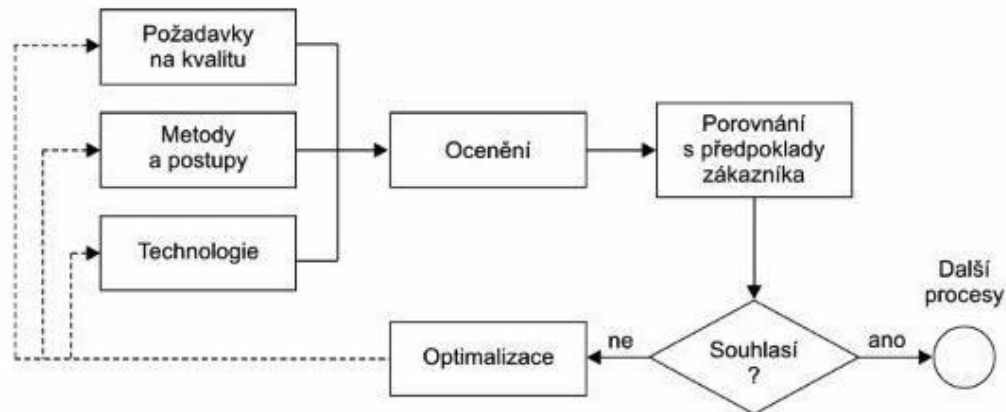 Požadavky
na kvalitu
Metody
a postupy
Ocenění
Porovnání
s předpoklady
zákazníka
Technologie
Další
procesy
Optimalizace
ne
Souhlasí
?
ano